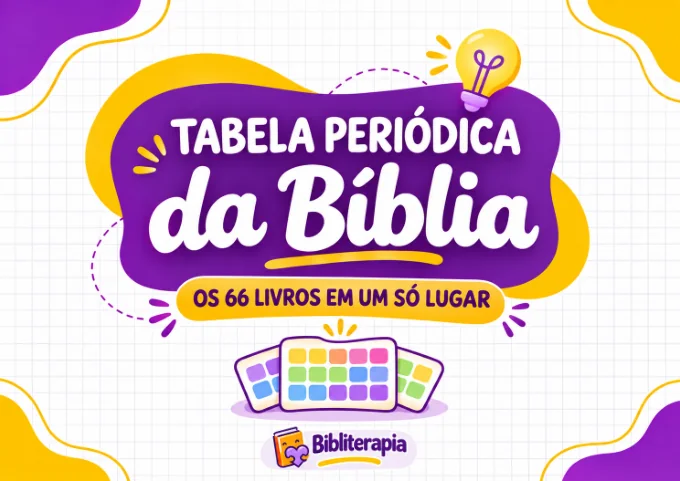 TABELA PERIÓDICA
da Bíblia
OS 66 LIVROS EM UM SÓ LUGAR
Bibliterapia